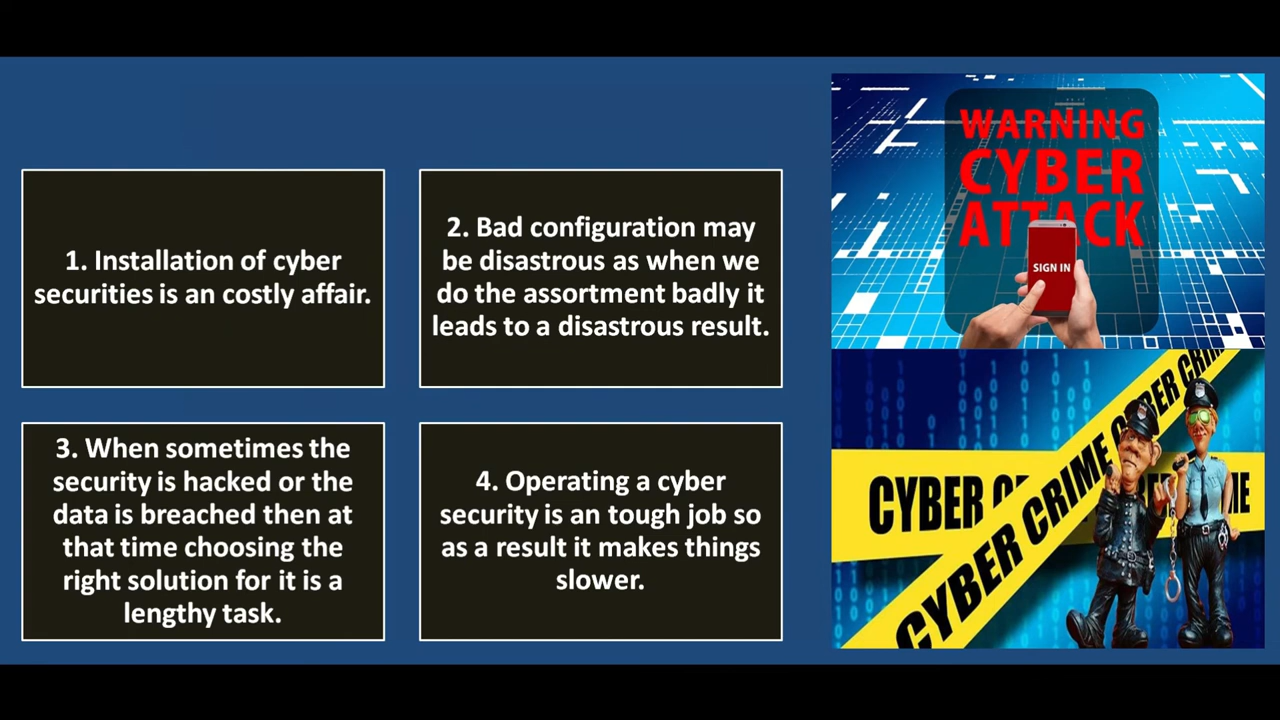 1. Installation of cyber
securities is an costly affair.
2. Bad configuration may
be disastrous as when we
do the assortment badly it
leads to a disastrous result.
3. When sometimes the
security is hacked or the
data is breached then at
that time choosing the
right solution for it is a
lengthy task.
4. Operating a cyber
security is an tough job so
as a result it makes things
slower.
WARNING
CYBER
ATTACK
SIGN IN
CYBER CRIME CYBER CRIME
CYBER